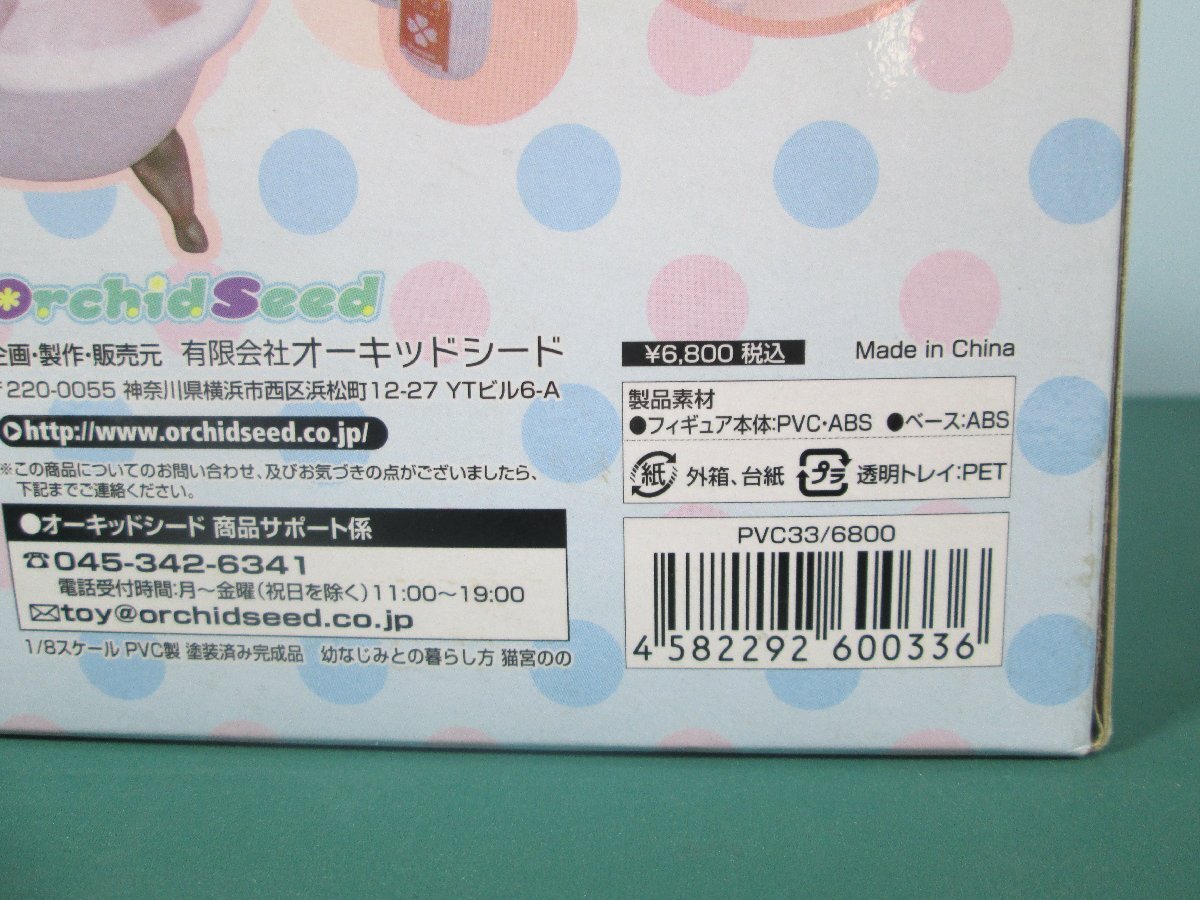 OrchidSeed
企画・製作・販売元 有限会社オーキッドシード
〒220-0055 神奈川県横浜市西区浜松町12-27 YTビル6-A
http://www.orchidseed.co.jp/
※この商品についてのお問い合わせ、及びお気づきの点がございましたら、
下記までご連絡ください。
●オーキッドシード 商品サポート係
☎045-342-6341
電話受付時間:月〜金曜(祝日を除く)11:00〜19:00
✉toy@orchidseed.co.jp
1/8スケール PVC製 塗装済み完成品 幼なじみとの暮らし方 猫宮のの
¥6,800 税込
Made in China
製品素材
●フィギュア本体:PVC・ABS ●ベース:ABS
紙 外箱、台紙 プラ 透明トレイ:PET
PVC33/6800
4 582292 600336